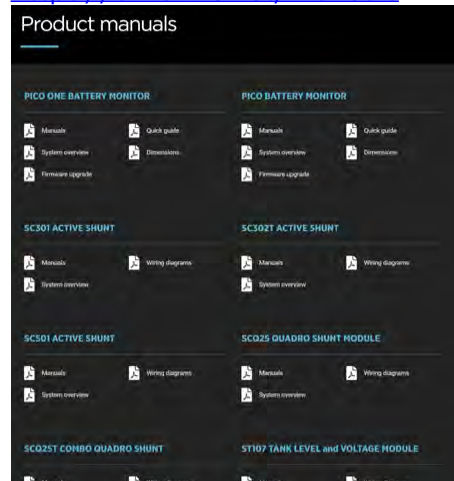 Product manuals
PICO ONE BATTERY MONITOR
Manuals
Quick guide
System overview
Dimensions
Firmware upgrade
PICO BATTERY MONITOR
Manuals
Quick guide
System overview
Dimensions
Firmware upgrade
SC301 ACTIVE SHUNT
Manuals
Wiring diagrams
System overview
SC302T ACTIVE SHUNT
Manuals
Wiring diagrams
System overview
SC501 ACTIVE SHUNT
Manuals
Wiring diagrams
System overview
SCQ25 QUADRO SHUNT MODULE
Manuals
Wiring diagrams
System overview
SCQ25T COMBO QUADRO SHUNT
ST107 TANK LEVEL and VOLTAGE MODULE